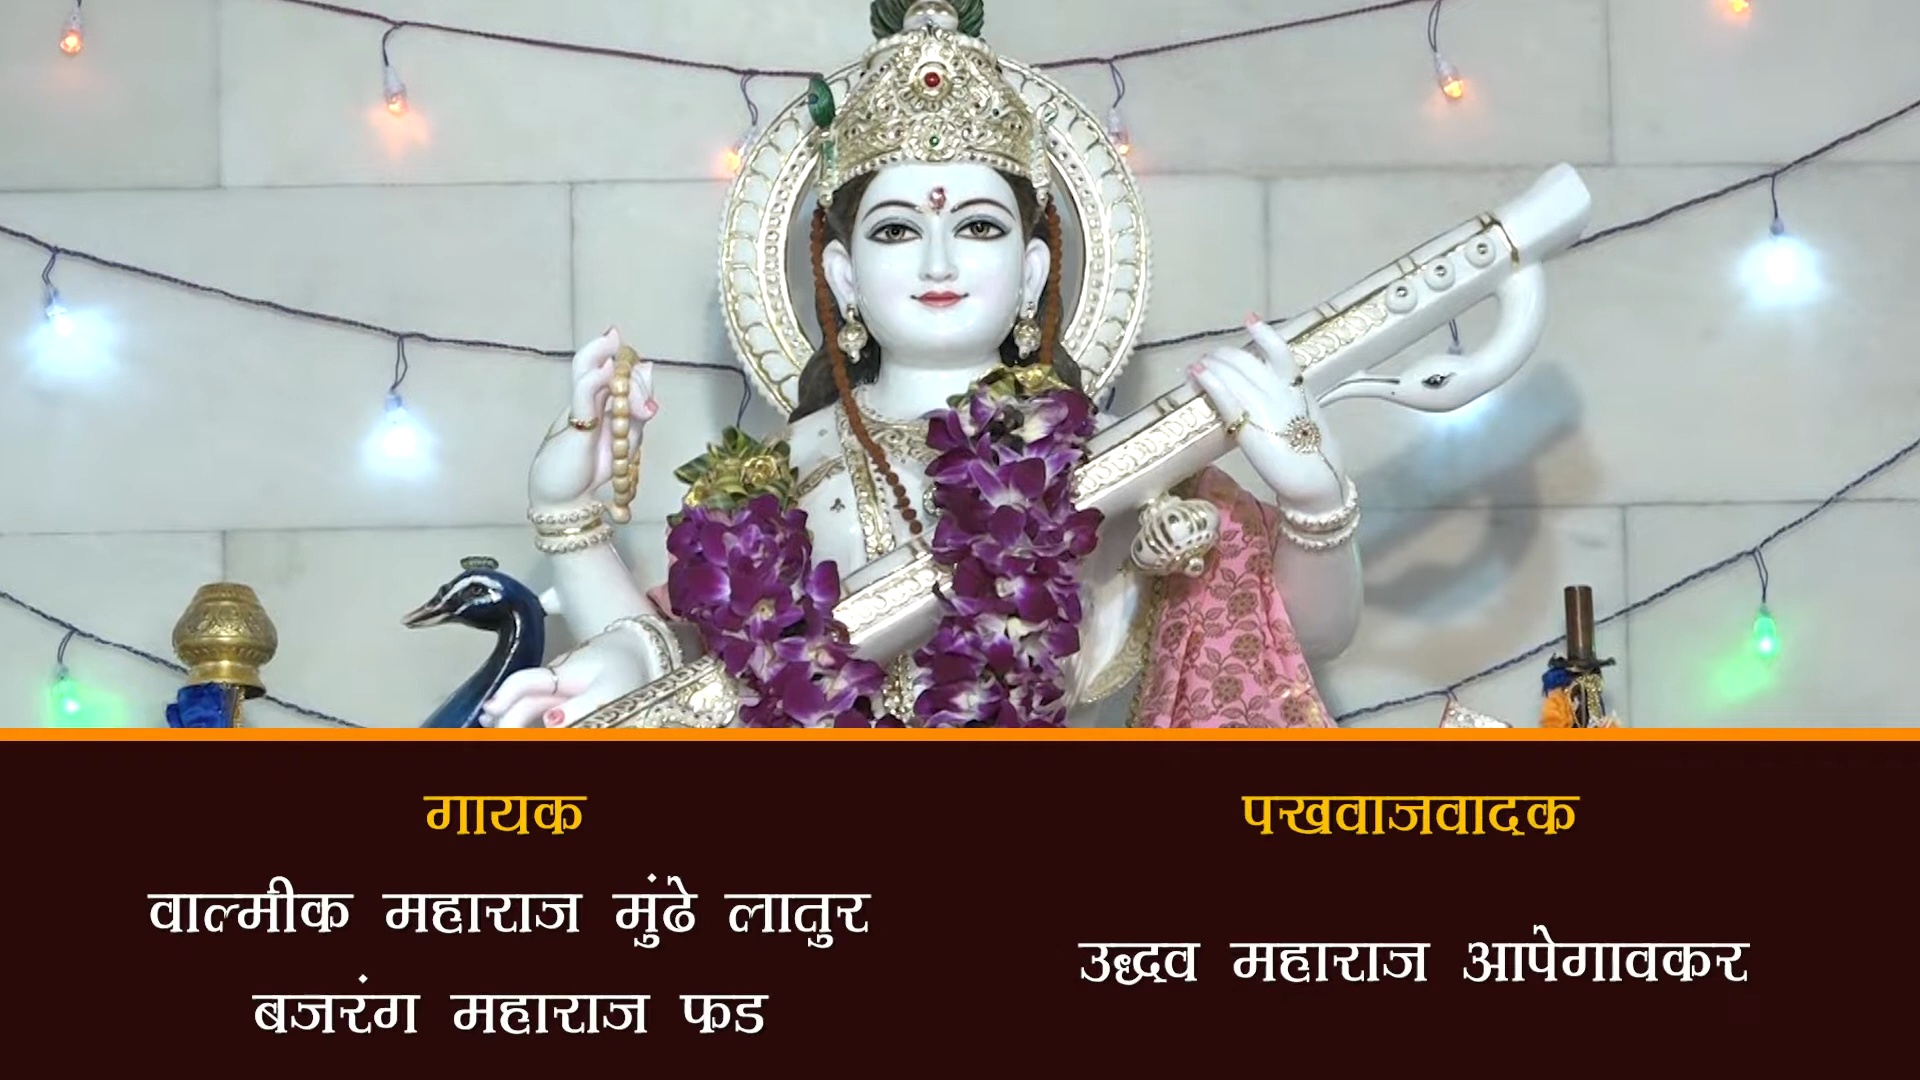 गायक
वाल्मीक महाराज मुंढे लातुर
बजरंग महाराज फड
पखवाजवादक
उद्धव महाराज आपेगावकर